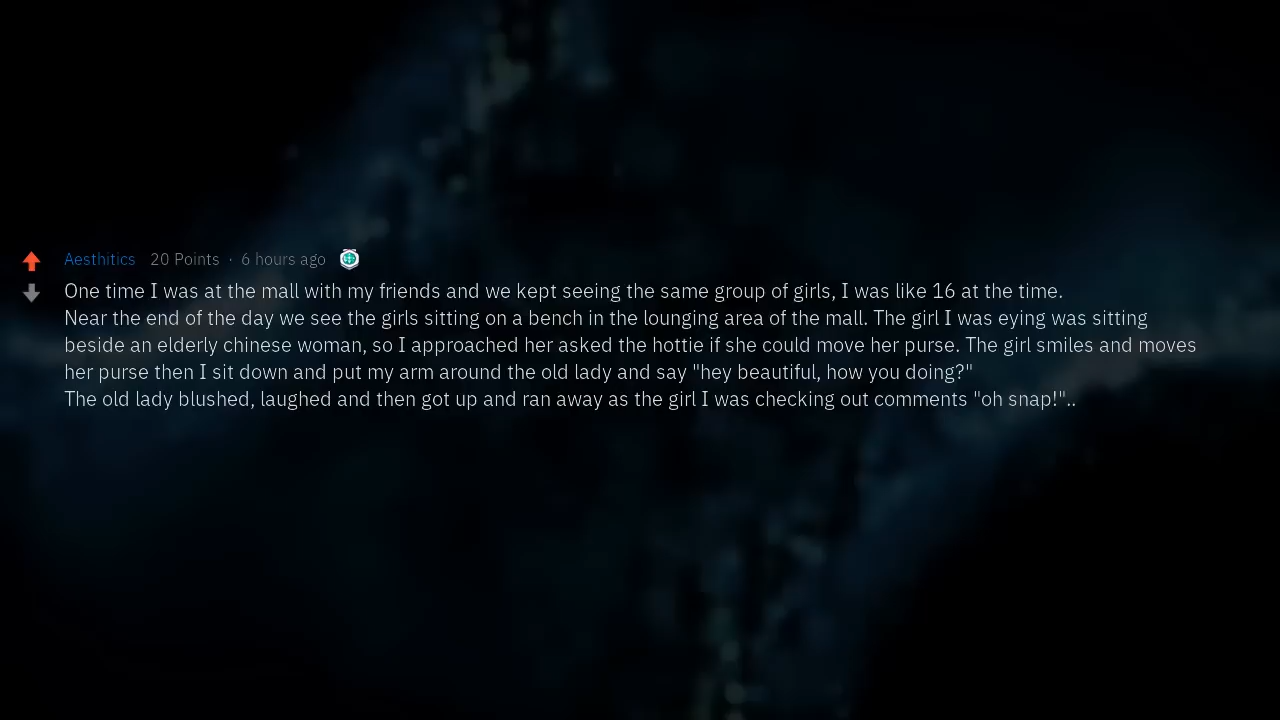 Aesthitics 20 Points · 6 hours ago
One time I was at the mall with my friends and we kept seeing the same group of girls, I was like 16 at the time.
Near the end of the day we see the girls sitting on a bench in the lounging area of the mall. The girl I was eying was sitting
beside an elderly chinese woman, so I approached her asked the hottie if she could move her purse. The girl smiles and moves
her purse then I sit down and put my arm around the old lady and say "hey beautiful, how you doing?"
The old lady blushed, laughed and then got up and ran away as the girl I was checking out comments "oh snap!"..